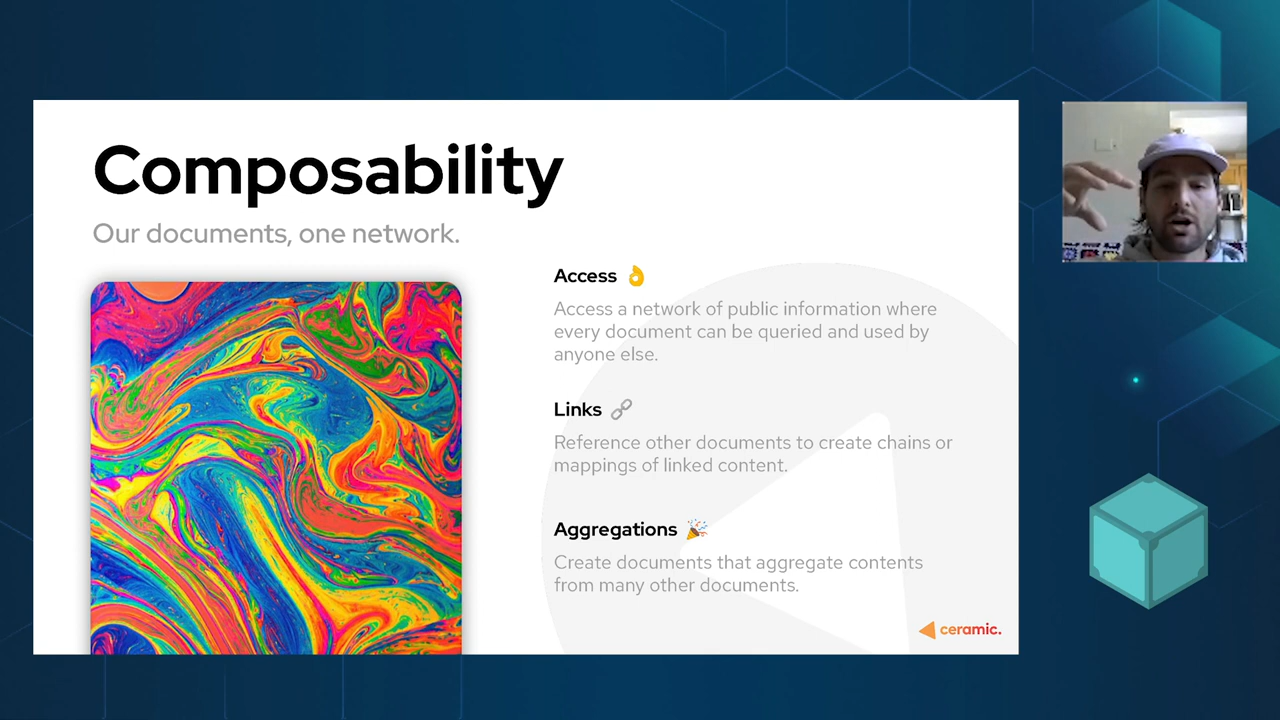 Composability
Our documents, one network.
Access 👌
Access a network of public information where
every document can be queried and used by
anyone else.
Links 🔗
Reference other documents to create chains or
mappings of linked content.
Aggregations 🎉
Create documents that aggregate contents
from many other documents.
ceramic.